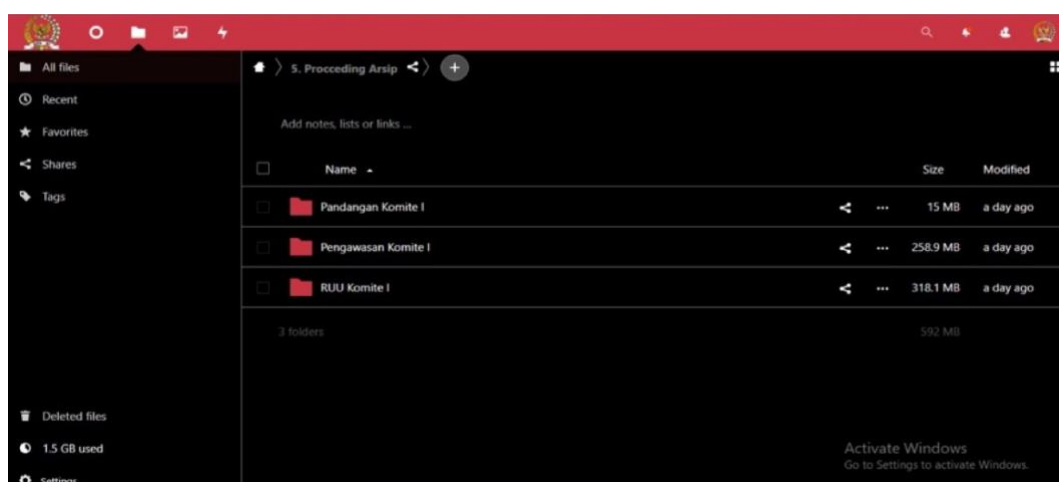 All files
5. Procceding Arsip
Recent
Add notes, lists or links ...
Favorites
Shares
Name Size Modified
Tags
Pandangan Komite I 15 MB a day ago
Pengawasan Komite I 258.9 MB a day ago
RUU Komite I 318.1 MB a day ago
3 folders 592 MB
Deleted files
1.5 GB used
Activate Windows
Go to Settings to activate Windows.
Settings